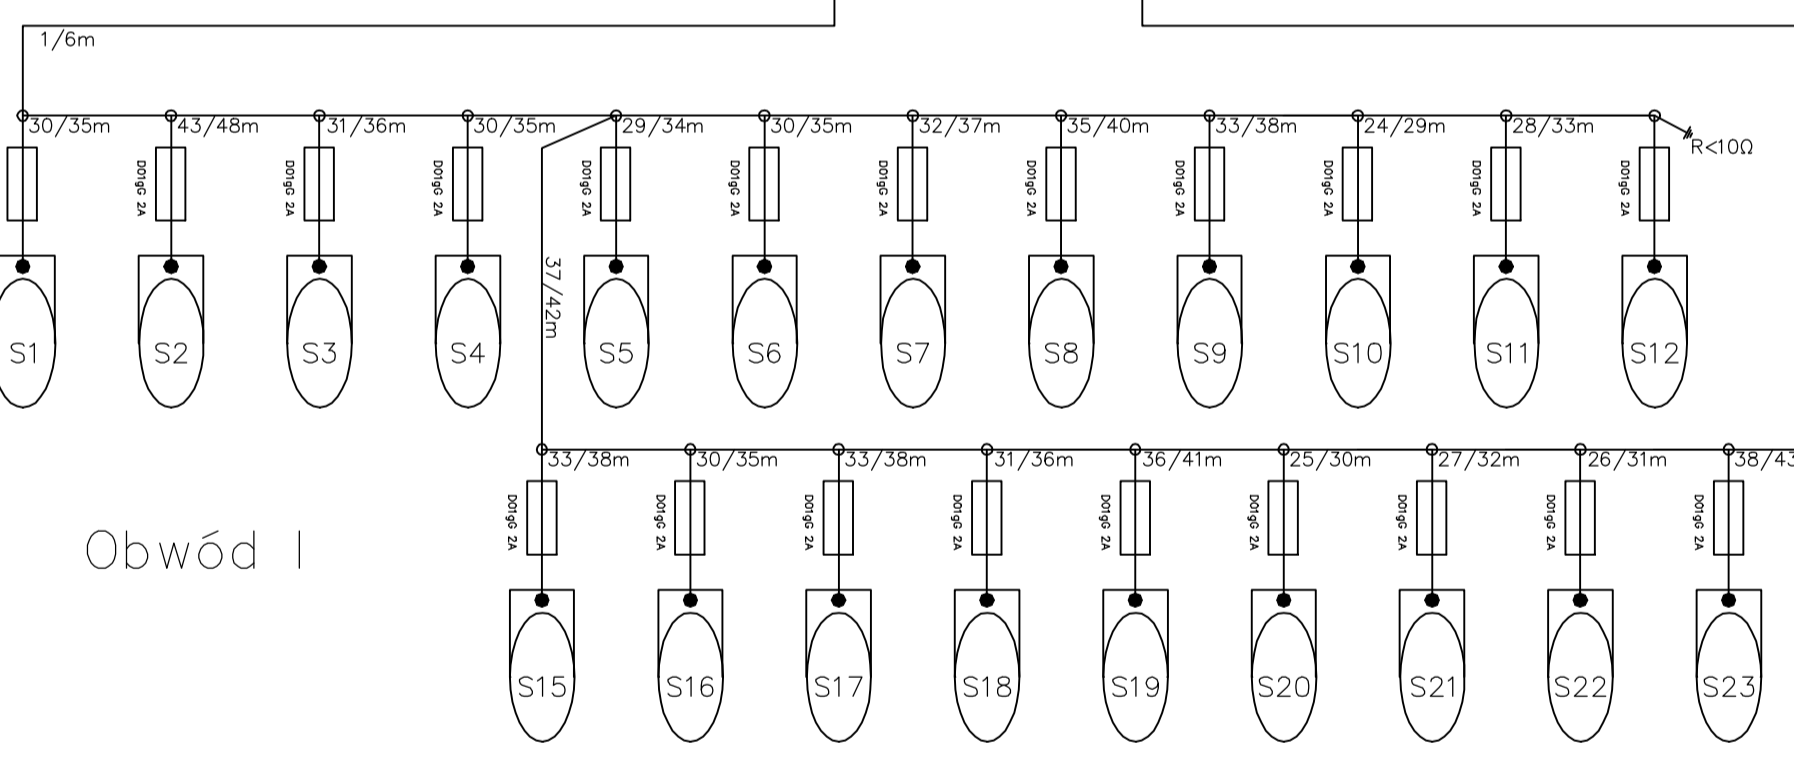 1/6m
30/35m 43/48m 31/36m 30/35m 29/34m 30/35m 32/37m 35/40m 33/38m 24/29m 28/33m
R<10Ω
D01gG 2A D01gG 2A D01gG 2A D01gG 2A D01gG 2A D01gG 2A D01gG 2A D01gG 2A D01gG 2A D01gG 2A D01gG 2A
37/42m
S1 S2 S3 S4 S5 S6 S7 S8 S9 S10 S11 S12
33/38m 30/35m 33/38m 31/36m 36/41m 25/30m 27/32m 26/31m 38/43
D01gG 2A D01gG 2A D01gG 2A D01gG 2A D01gG 2A D01gG 2A D01gG 2A D01gG 2A D01gG 2A
Obwód I
S15 S16 S17 S18 S19 S20 S21 S22 S23